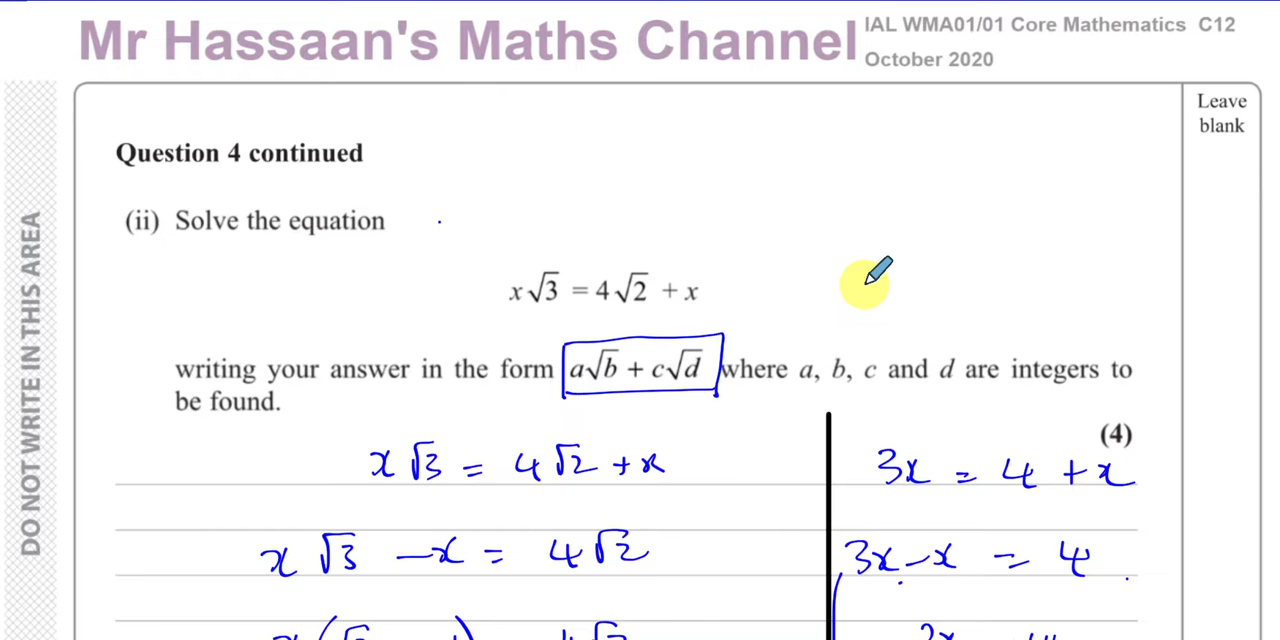 Mr Hassaan's Maths Channel
IAL WMA01/01 Core Mathematics C12
October 2020
Leave
blank
DO NOT WRITE IN THIS AREA
Question 4 continued
(ii) Solve the equation
x√3 = 4√2 + x
writing your answer in the form a√b + c√d where a, b, c and d are integers to
be found.
(4)
x√3 = 4√2 + x
3x = 4 + x
x√3 - x = 4√2
3x - x = 4